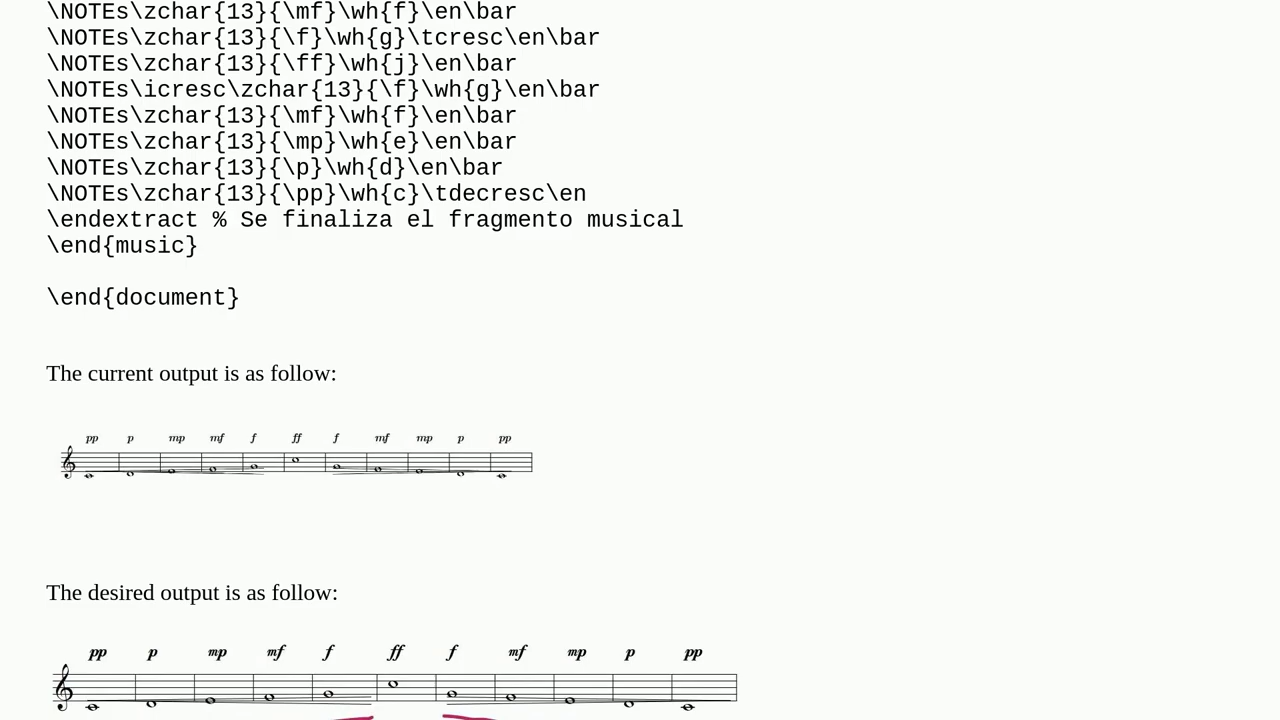 \NOTEs\zchar{13}{\mf}\wh{f}\en\bar
\NOTEs\zchar{13}{\f}\wh{g}\tcresc\en\bar
\NOTEs\zchar{13}{\ff}\wh{j}\en\bar
\NOTEs\icresc\zchar{13}{\f}\wh{g}\en\bar
\NOTEs\zchar{13}{\mf}\wh{f}\en\bar
\NOTEs\zchar{13}{\mp}\wh{e}\en\bar
\NOTEs\zchar{13}{\p}\wh{d}\en\bar
\NOTEs\zchar{13}{\pp}\wh{c}\tdecresc\en
\endextract % Se finaliza el fragmento musical
\end{music}
\end{document}
The current output is as follow:
pp p mp mf f ff f mf mp p pp
The desired output is as follow:
pp p mp mf f ff f mf mp p pp